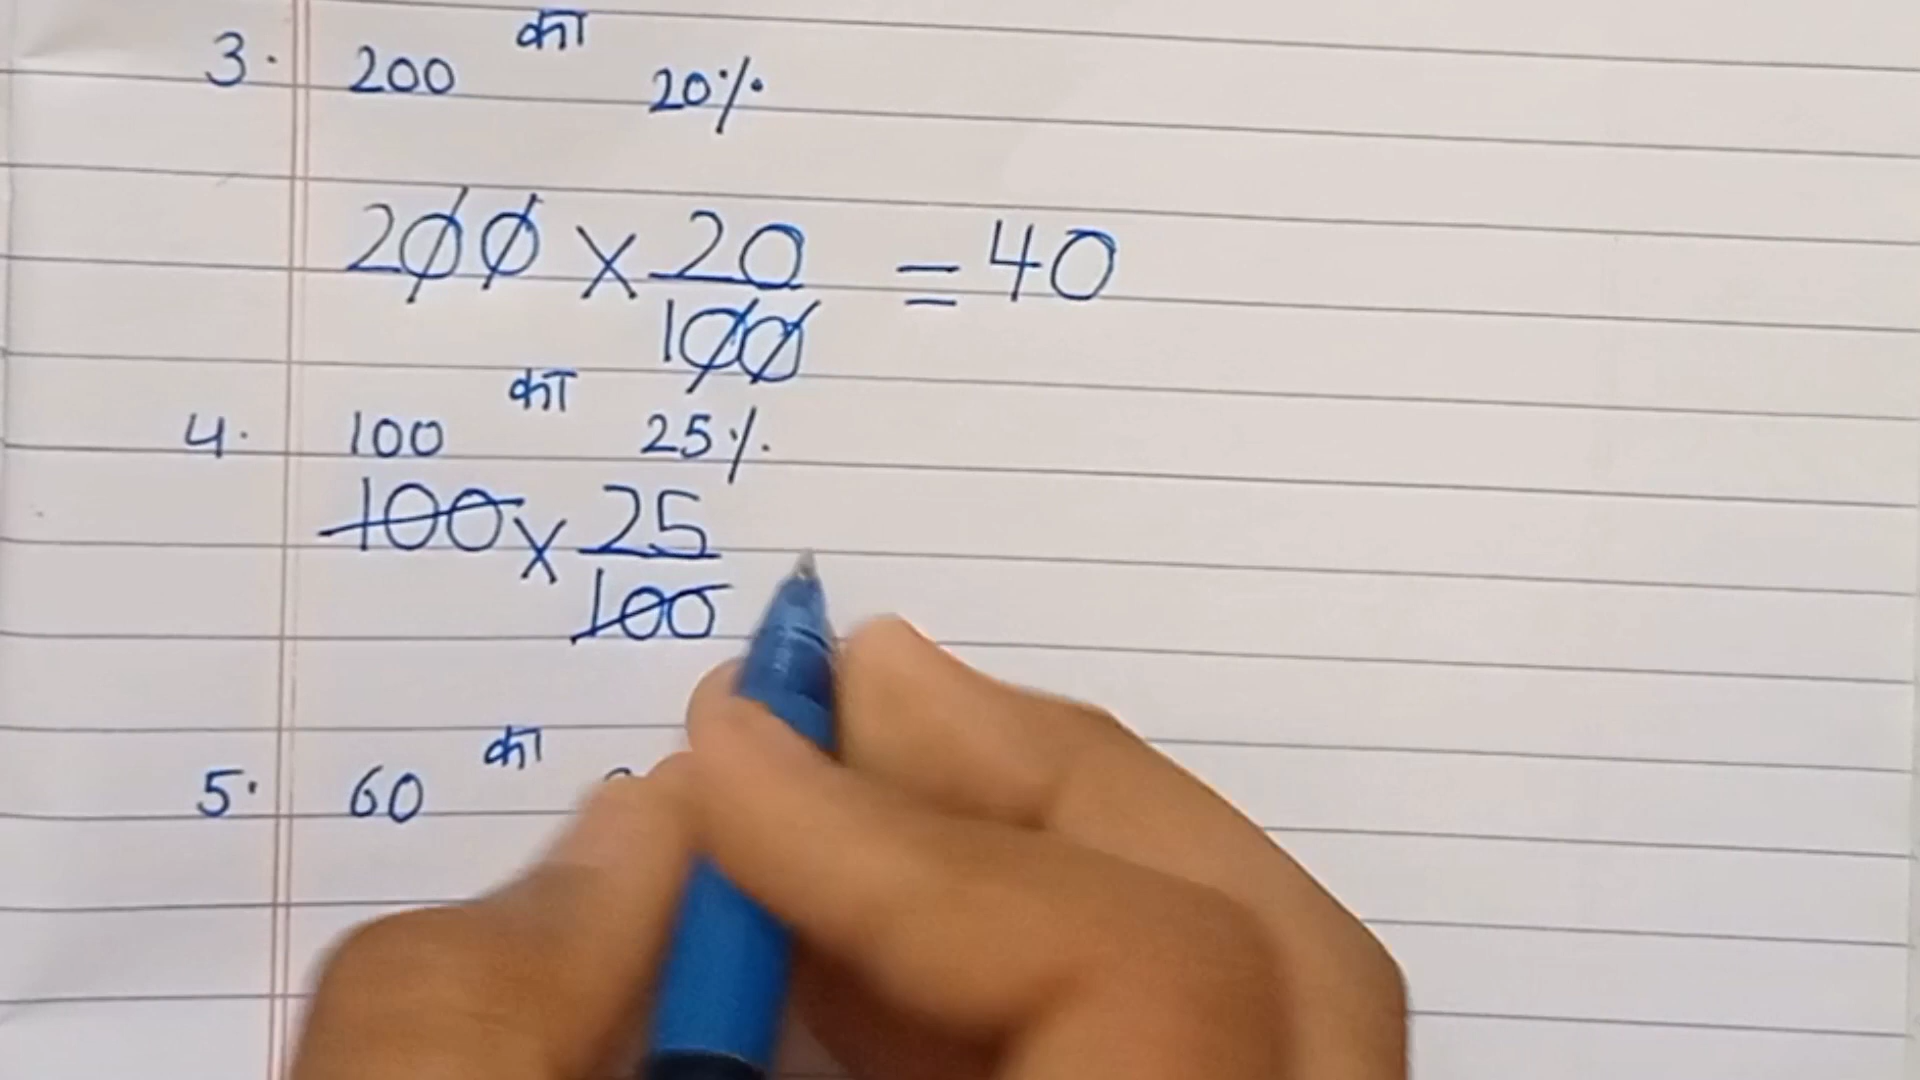 3. 200 का 20%
200 × 20/100 = 40
4. 100 का 25%
100 × 25/100
5. 60 का